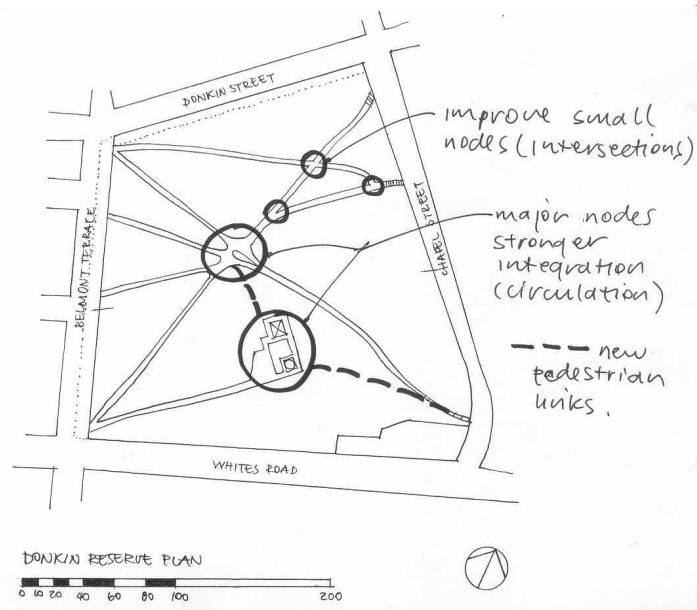 DONKIN STREET
improve small
nodes (intersections)
BELMONT TERRACE
CHAPEL STREET
major nodes
stronger
integration
(circulation)
new
pedestrian
links.
WHITES ROAD
DONKIN RESERVE PLAN
0 10 20 40 60 80 100 200